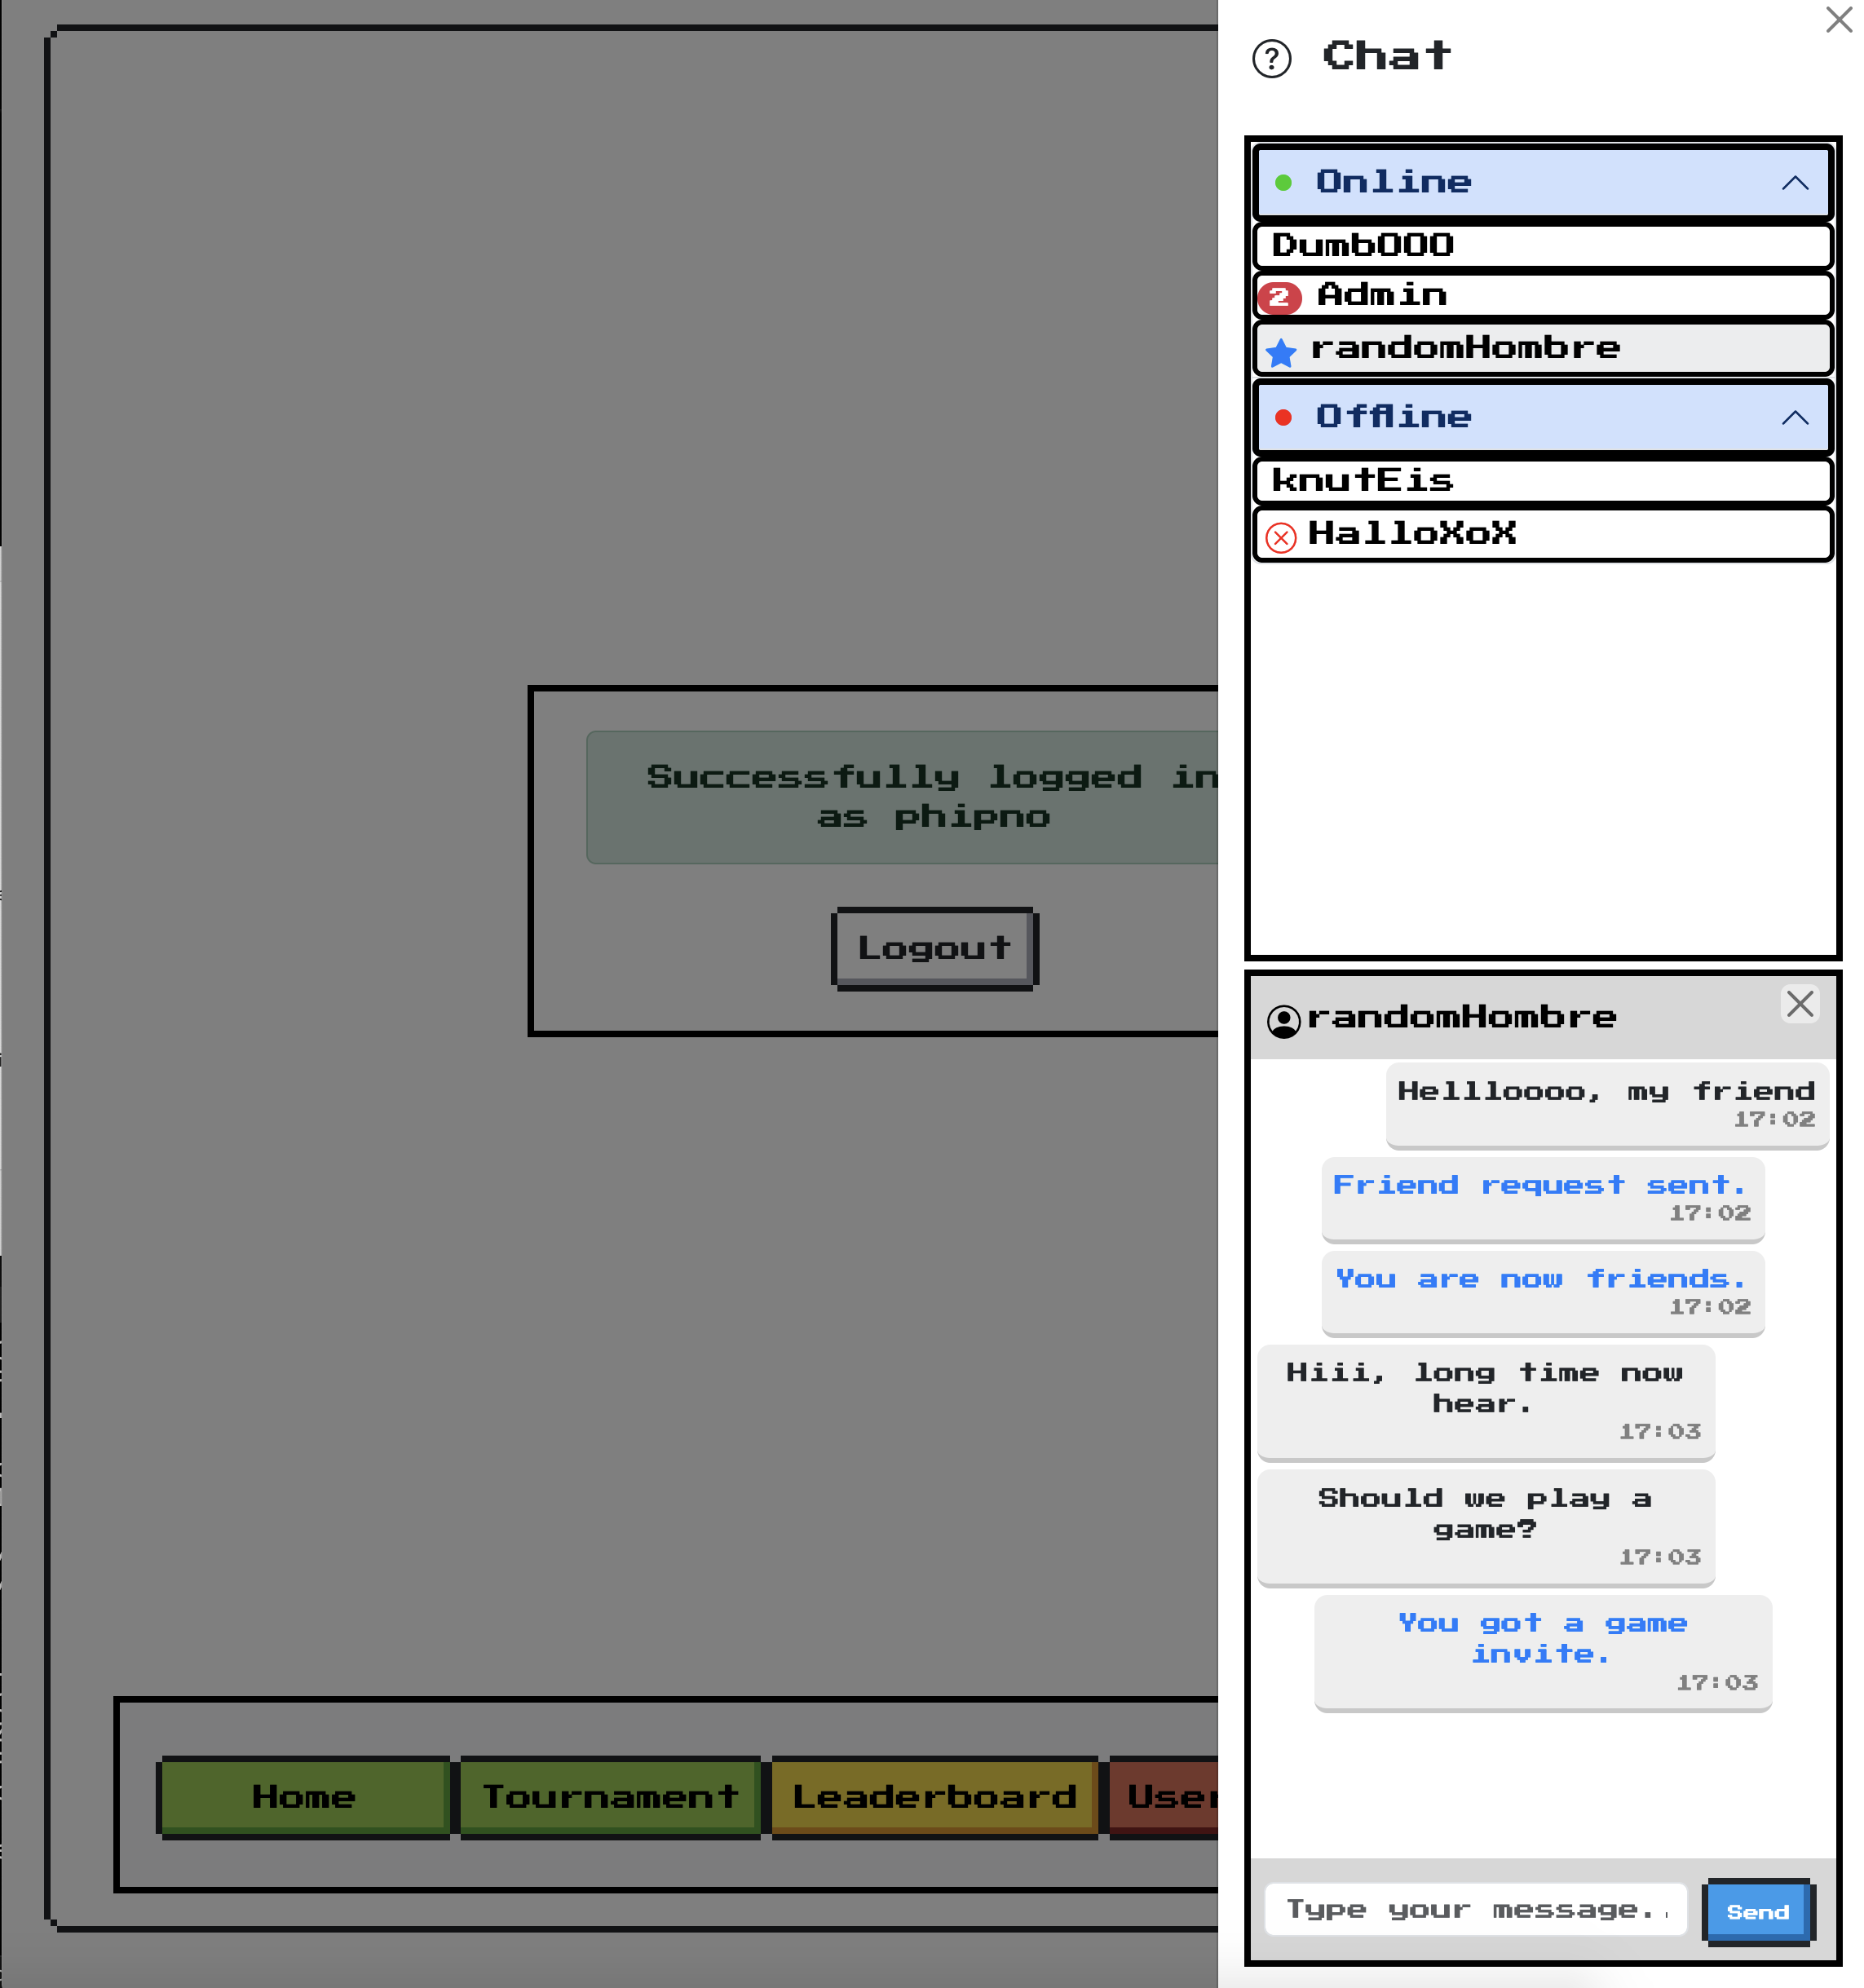 Chat
Online
Dumb000
2 Admin
randomHombre
Offline
knutEis
HalloXoX
Successfully logged in
as phipno
Logout
randomHombre
Hellloooo, my friend
17:02
Friend request sent.
17:02
You are now friends.
17:02
Hiii, long time now
hear.
17:03
Should we play a
game?
17:03
You got a game
invite.
17:03
Home
Tournament
Leaderboard
User
Type your message..
Send